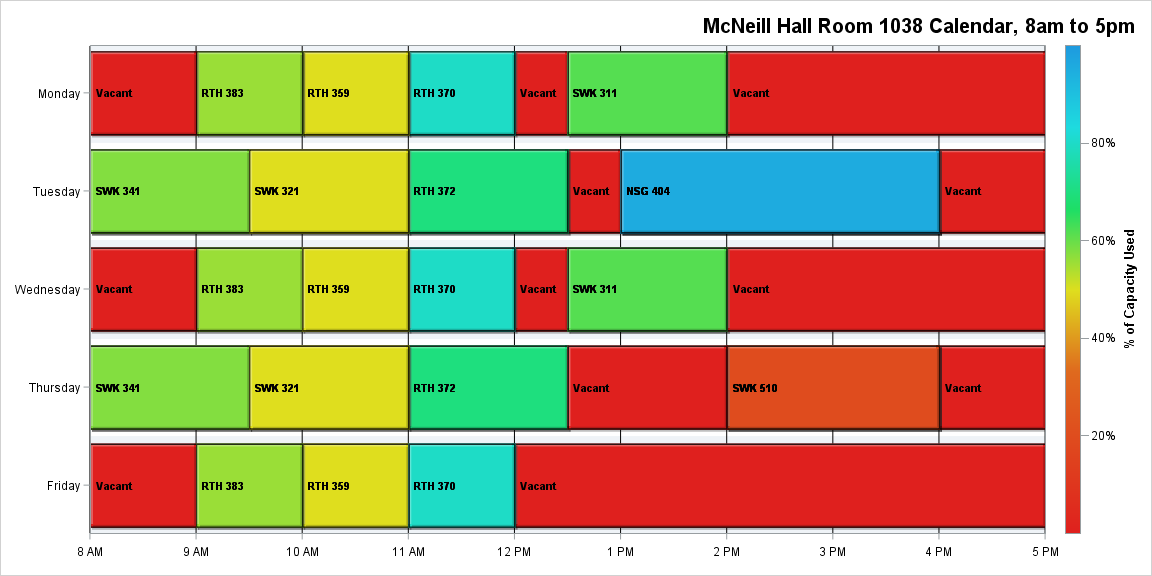 McNeill Hall Room 1038 Calendar, 8am to 5pm
Monday
Vacant
RTH 383
RTH 359
RTH 370
Vacant
SWK 311
Vacant
Tuesday
SWK 341
SWK 321
RTH 372
Vacant
NSG 404
Vacant
Wednesday
Vacant
RTH 383
RTH 359
RTH 370
Vacant
SWK 311
Vacant
Thursday
SWK 341
SWK 321
RTH 372
Vacant
SWK 510
Vacant
Friday
Vacant
RTH 383
RTH 359
RTH 370
Vacant
8 AM
9 AM
10 AM
11 AM
12 PM
1 PM
2 PM
3 PM
4 PM
5 PM
80%
60%
40%
20%
% of Capacity Used